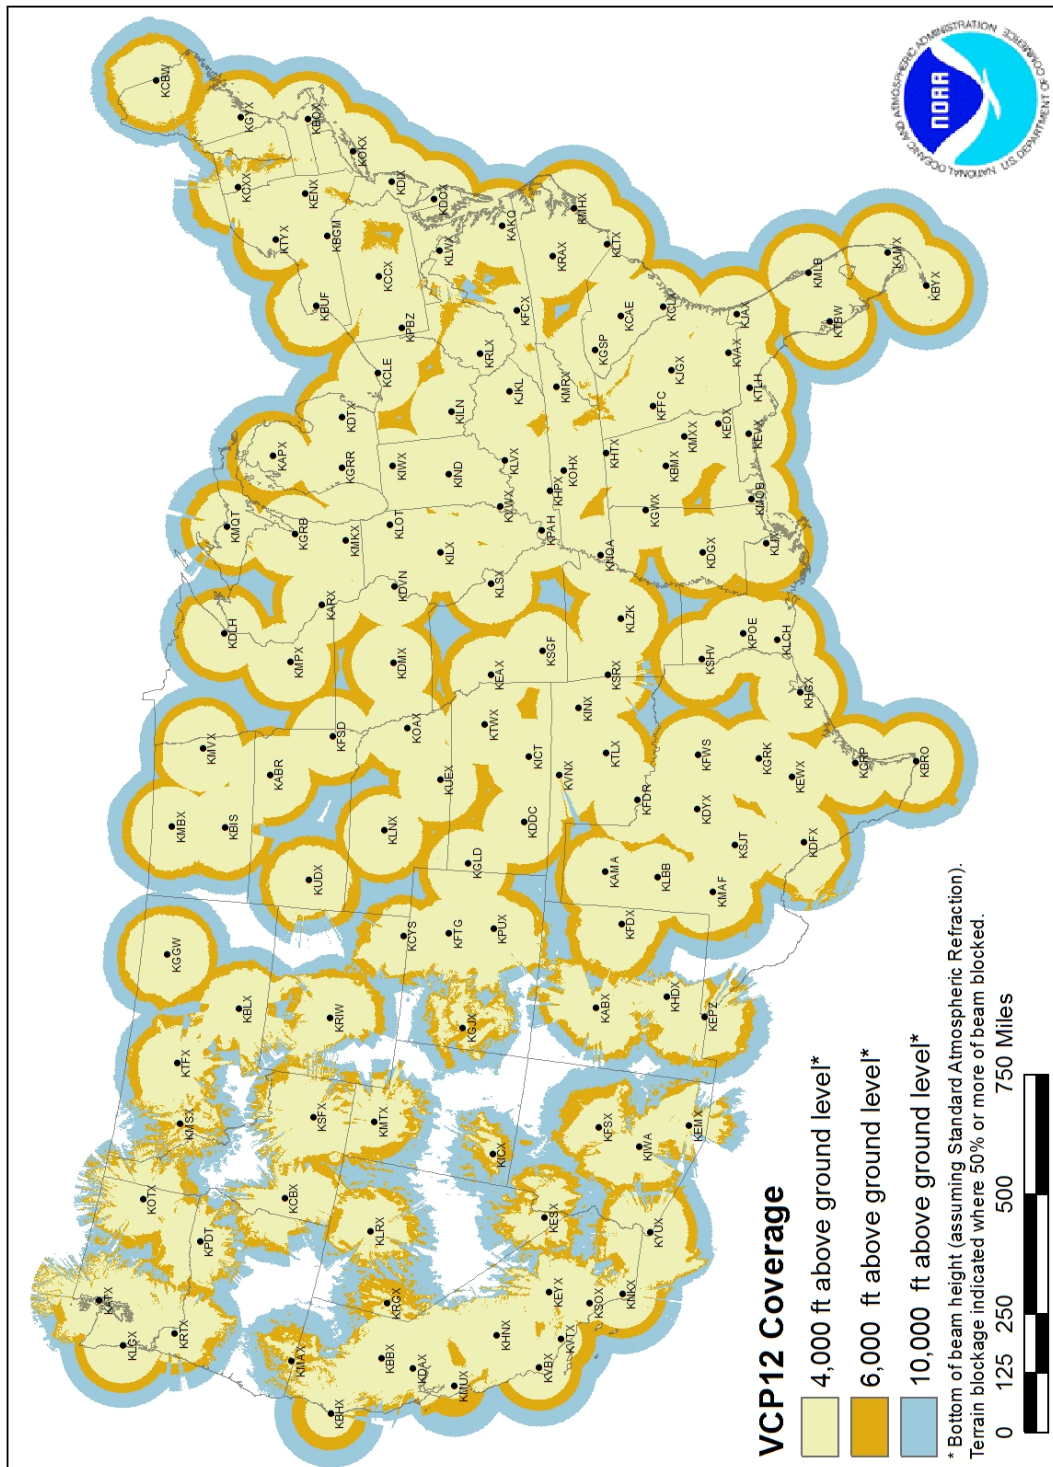 VCP12 Coverage
4,000 ft above ground level*
6,000 ft above ground level*
10,000 ft above ground level*
* Bottom of beam height (assuming Standard Atmospheric Refraction).
Terrain blockage indicated where 50% or more of beam blocked.
0 125 250 500 750 Miles
NATIONAL OCEANIC AND ATMOSPHERIC ADMINISTRATION
U.S. DEPARTMENT OF COMMERCE
NOAA
KATX
KLGX
KRTX
KOTX
KPDT
KMSX
KTFX
KGGW
KBLX
KMBX
KBIS
KMVX
KDLH
KMQT
KCBW
KGYX
KCXX
KTYX
KBOX
KENX
KBGM
KBUF
KOKX
KDIX
KDOX
KCCX
KPBZ
KCLE
KDTX
KAPX
KGRR
KGRB
KMKX
KARX
KMPX
KABR
KFSD
KUDX
KRIW
KSFX
KCBX
KMAX
KBHX
KRGX
KLRX
KMTX
KBBX
KDAX
KMUX
KHNX
KVBX
KVTX
KEYX
KSOX
KNKX
KYUX
KESX
KICX
KGJX
KCYS
KFTG
KPUX
KGLD
KLNX
KUEX
KOAX
KDMX
KDVN
KLOT
KILX
KIWX
KIND
KILN
KRLX
KLWX
KAKQ
KFCX
KJKL
KLVX
KVWX
KPAH
KHPX
KOHX
KMRX
KRAX
KMHX
KLTX
KCAE
KGSP
KCLX
KJGX
KFFC
KHTX
KBMX
KGWX
KNQA
KLSX
KSGF
KEAX
KTWX
KICT
KDDC
KVNX
KINX
KSRX
KLZK
KTLX
KFDR
KAMA
KLBB
KFDX
KABX
KHDX
KEPZ
KFSX
KIWA
KEMX
KMAF
KSJT
KDYX
KFWS
KGRK
KEWX
KDFX
KCRP
KBRO
KHGX
KLCH
KPOE
KSHV
KDGX
KLIX
KMOB
KMXX
KEOX
KEVX
KTLH
KVAX
KJAX
KMLB
KTBW
KAMX
KBYX